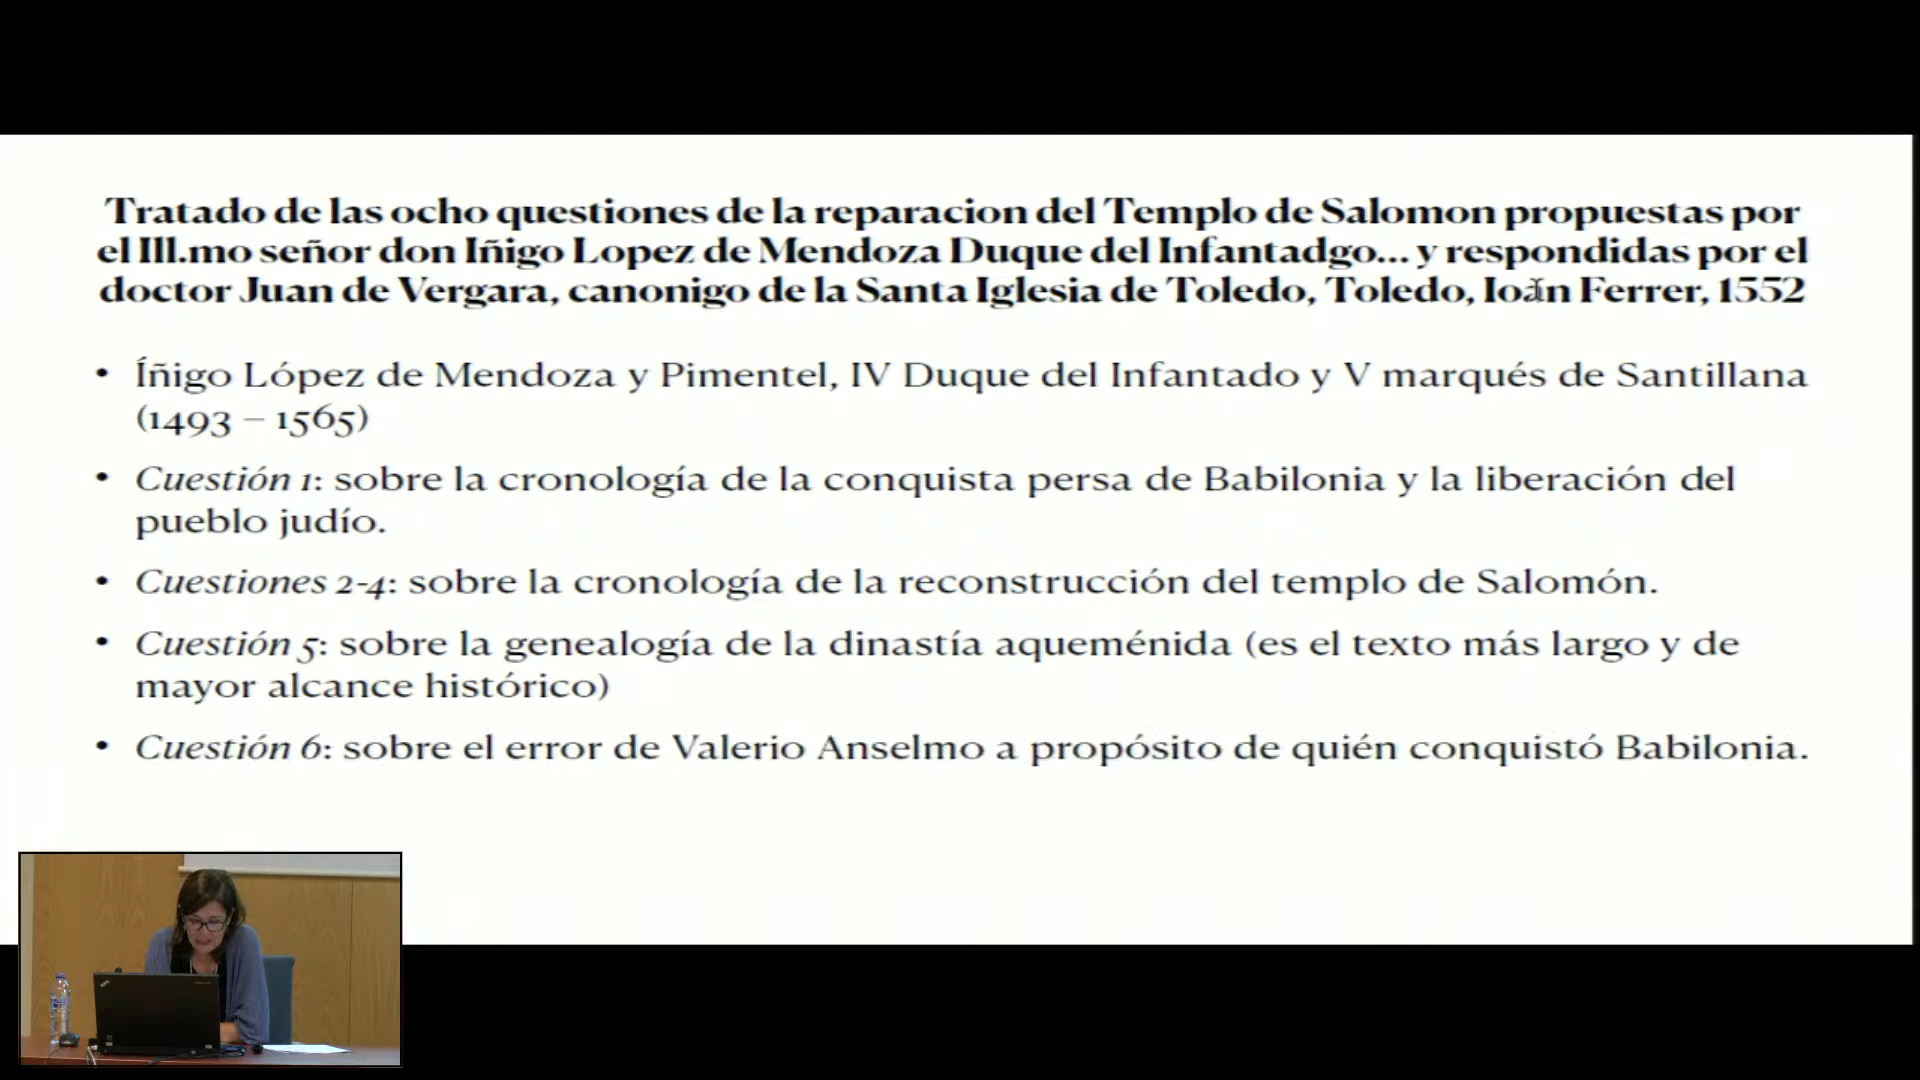 Tratado de las ocho questiones de la reparacion del Templo de Salomon propuestas por
el Ill.mo señor don Iñigo Lopez de Mendoza Duque del Infantadgo... y respondidas por el
doctor Juan de Vergara, canonigo de la Santa Iglesia de Toledo, Toledo, Ioan Ferrer, 1552
• Íñigo López de Mendoza y Pimentel, IV Duque del Infantado y V marqués de Santillana
(1493 – 1565)
• Cuestión 1: sobre la cronología de la conquista persa de Babilonia y la liberación del
pueblo judío.
• Cuestiones 2-4: sobre la cronología de la reconstrucción del templo de Salomón.
• Cuestión 5: sobre la genealogía de la dinastía aqueménida (es el texto más largo y de
mayor alcance histórico)
• Cuestión 6: sobre el error de Valerio Anselmo a propósito de quién conquistó Babilonia.